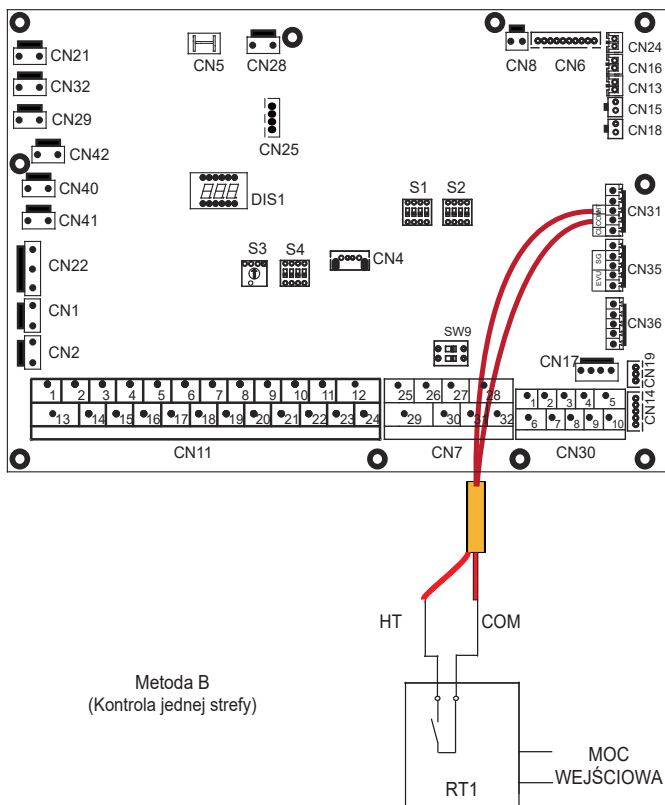 CN21
CN5
CN28
CN8
CN6
CN24
CN16
CN13
CN15
CN18
CN32
CN29
CN42
CN25
CN40
CN41
DIS1
S1
S2
CN31
CL COM H
CN22
S3
S4
CN4
SG
EVU
CN35
CN1
CN2
SW9
CN36
CN17
CN19
CN14
1 2 3 4 5 6 7 8 9 10 11 12
13 14 15 16 17 18 19 20 21 22 23 24
25 26 27 28
29 30 31 32
1 2 3 4 5
6 7 8 9 10
CN11
CN7
CN30
HT
COM
Metoda B
(Kontrola jednej strefy)
RT1
MOC
WEJŚCIOWA